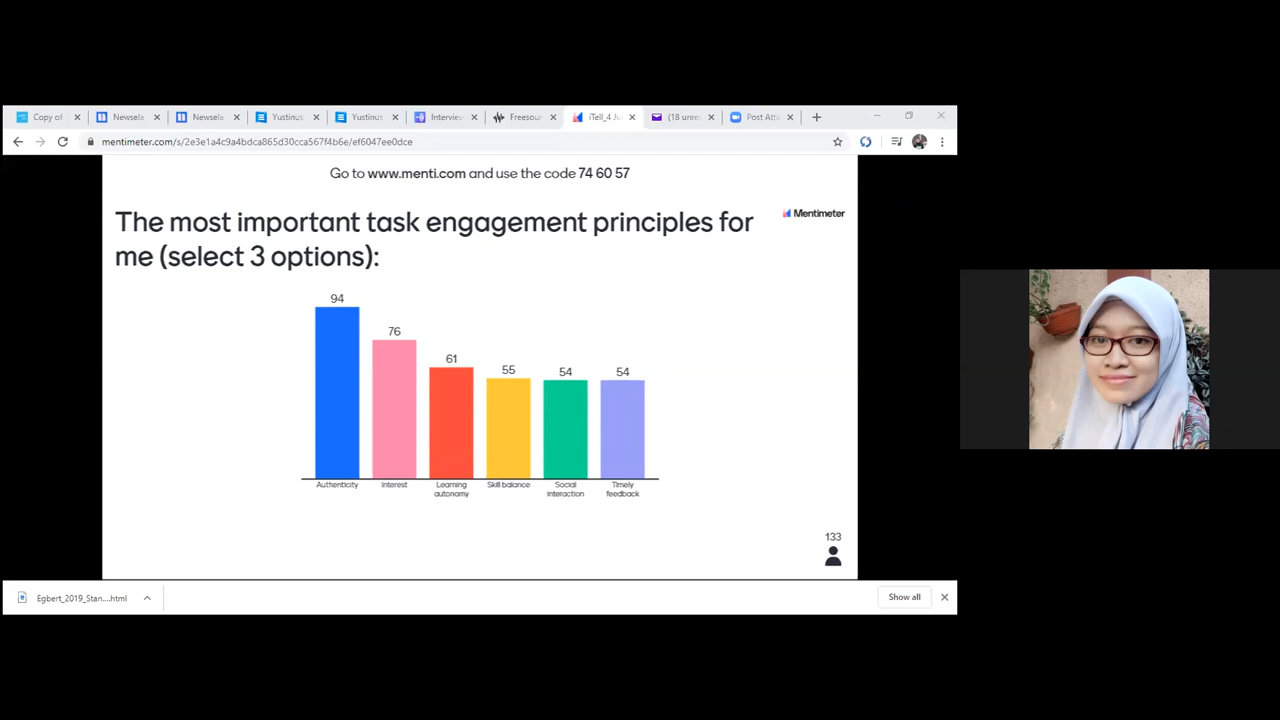 Copy of
Newsela
Newsela
Yustinus
Yustinus
Interview
Freesoun
iTell_4 Ju
(18 unre
Post Atte
mentimeter.com/s/2e3e1a4c9a4bdca865d30cca567f4b6e/ef6047ee0dce
Go to www.menti.com and use the code 74 60 57
Mentimeter
The most important task engagement principles for
me (select 3 options):
94
76
61
55
54
54
Authenticity
Interest
Learning
autonomy
Skill balance
Social
interaction
Timely
feedback
133
Egbert_2019_Stan....html
Show all